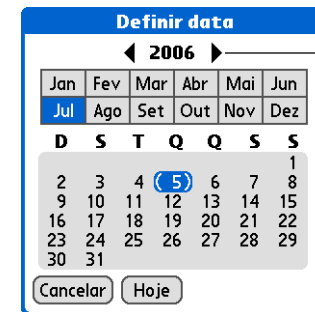 Definir data
2006
Jan Fev Mar Abr Mai Jun
Jul Ago Set Out Nov Dez
D S T Q Q S S
1
2 3 4 (5) 6 7 8
9 10 11 12 13 14 15
16 17 18 19 20 21 22
23 24 25 26 27 28 29
30 31
Cancelar Hoje